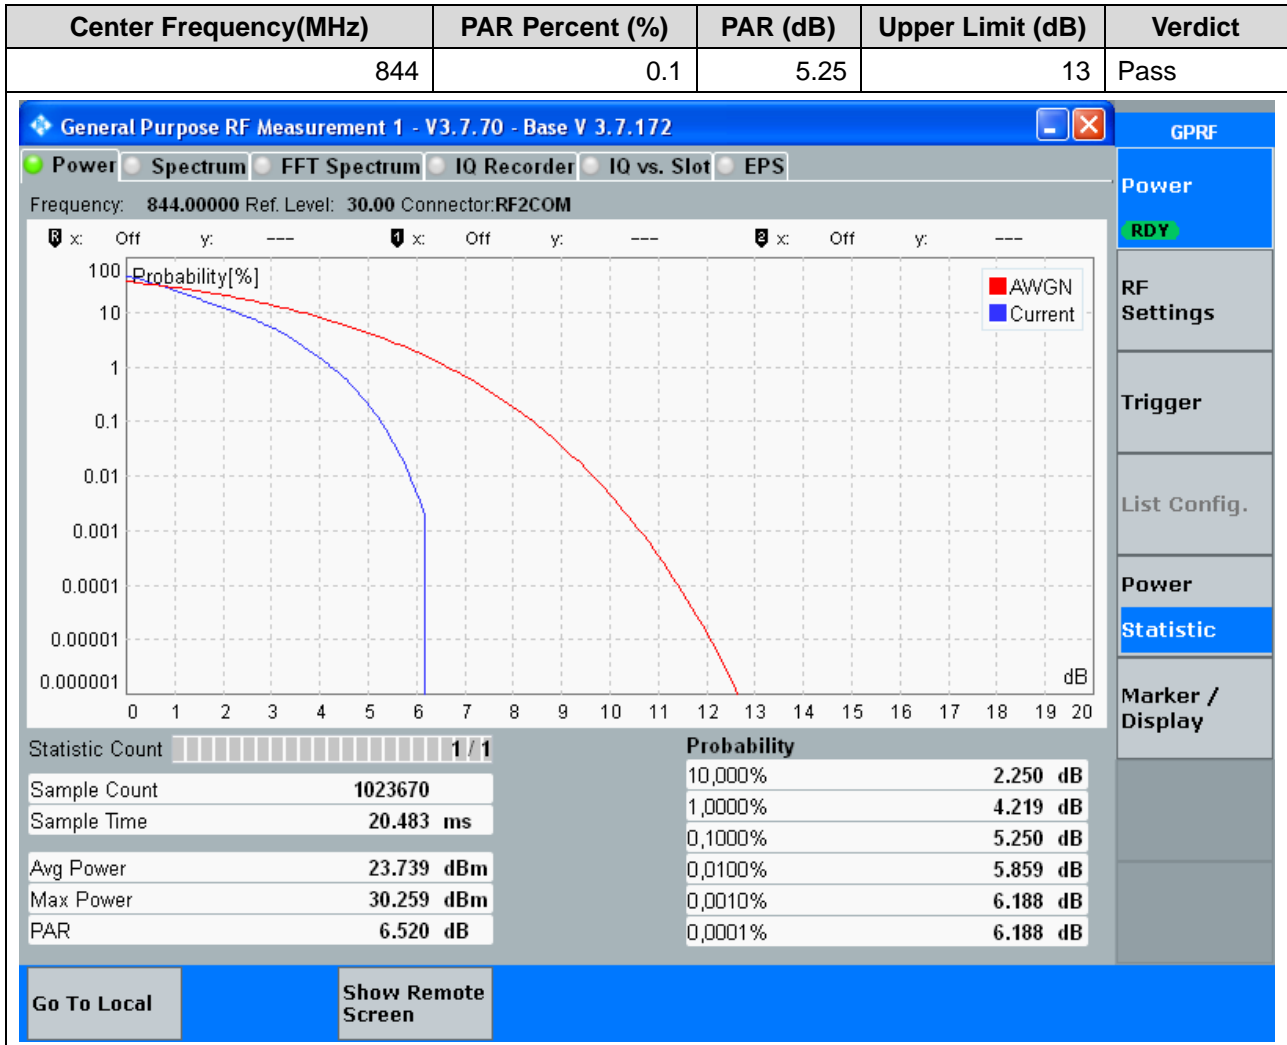 Center Frequency(MHz) PAR Percent (%) PAR (dB) Upper Limit (dB) Verdict
844 0.1 5.25 13 Pass
General Purpose RF Measurement 1 - V3.7.70 - Base V 3.7.172
GPRF
Power Spectrum FFT Spectrum IQ Recorder IQ vs. Slot EPS
Power
RDY
Frequency: 844.00000 Ref. Level: 30.00 Connector:RF2COM
R x: Off y: --- 1 x: Off y: --- 2 x: Off y: ---
Probability[%]
AWGN
Current
100
10
1
0.1
0.01
0.001
0.0001
0.00001
0.000001
dB
0 1 2 3 4 5 6 7 8 9 10 11 12 13 14 15 16 17 18 19 20
RF
Settings
Trigger
List Config.
Power
Statistic
Marker /
Display
Statistic Count 1 / 1
Sample Count 1023670
Sample Time 20.483 ms
Avg Power 23.739 dBm
Max Power 30.259 dBm
PAR 6.520 dB
Probability
10,000% 2.250 dB
1,0000% 4.219 dB
0,1000% 5.250 dB
0,0100% 5.859 dB
0,0010% 6.188 dB
0,0001% 6.188 dB
Go To Local
Show Remote
Screen